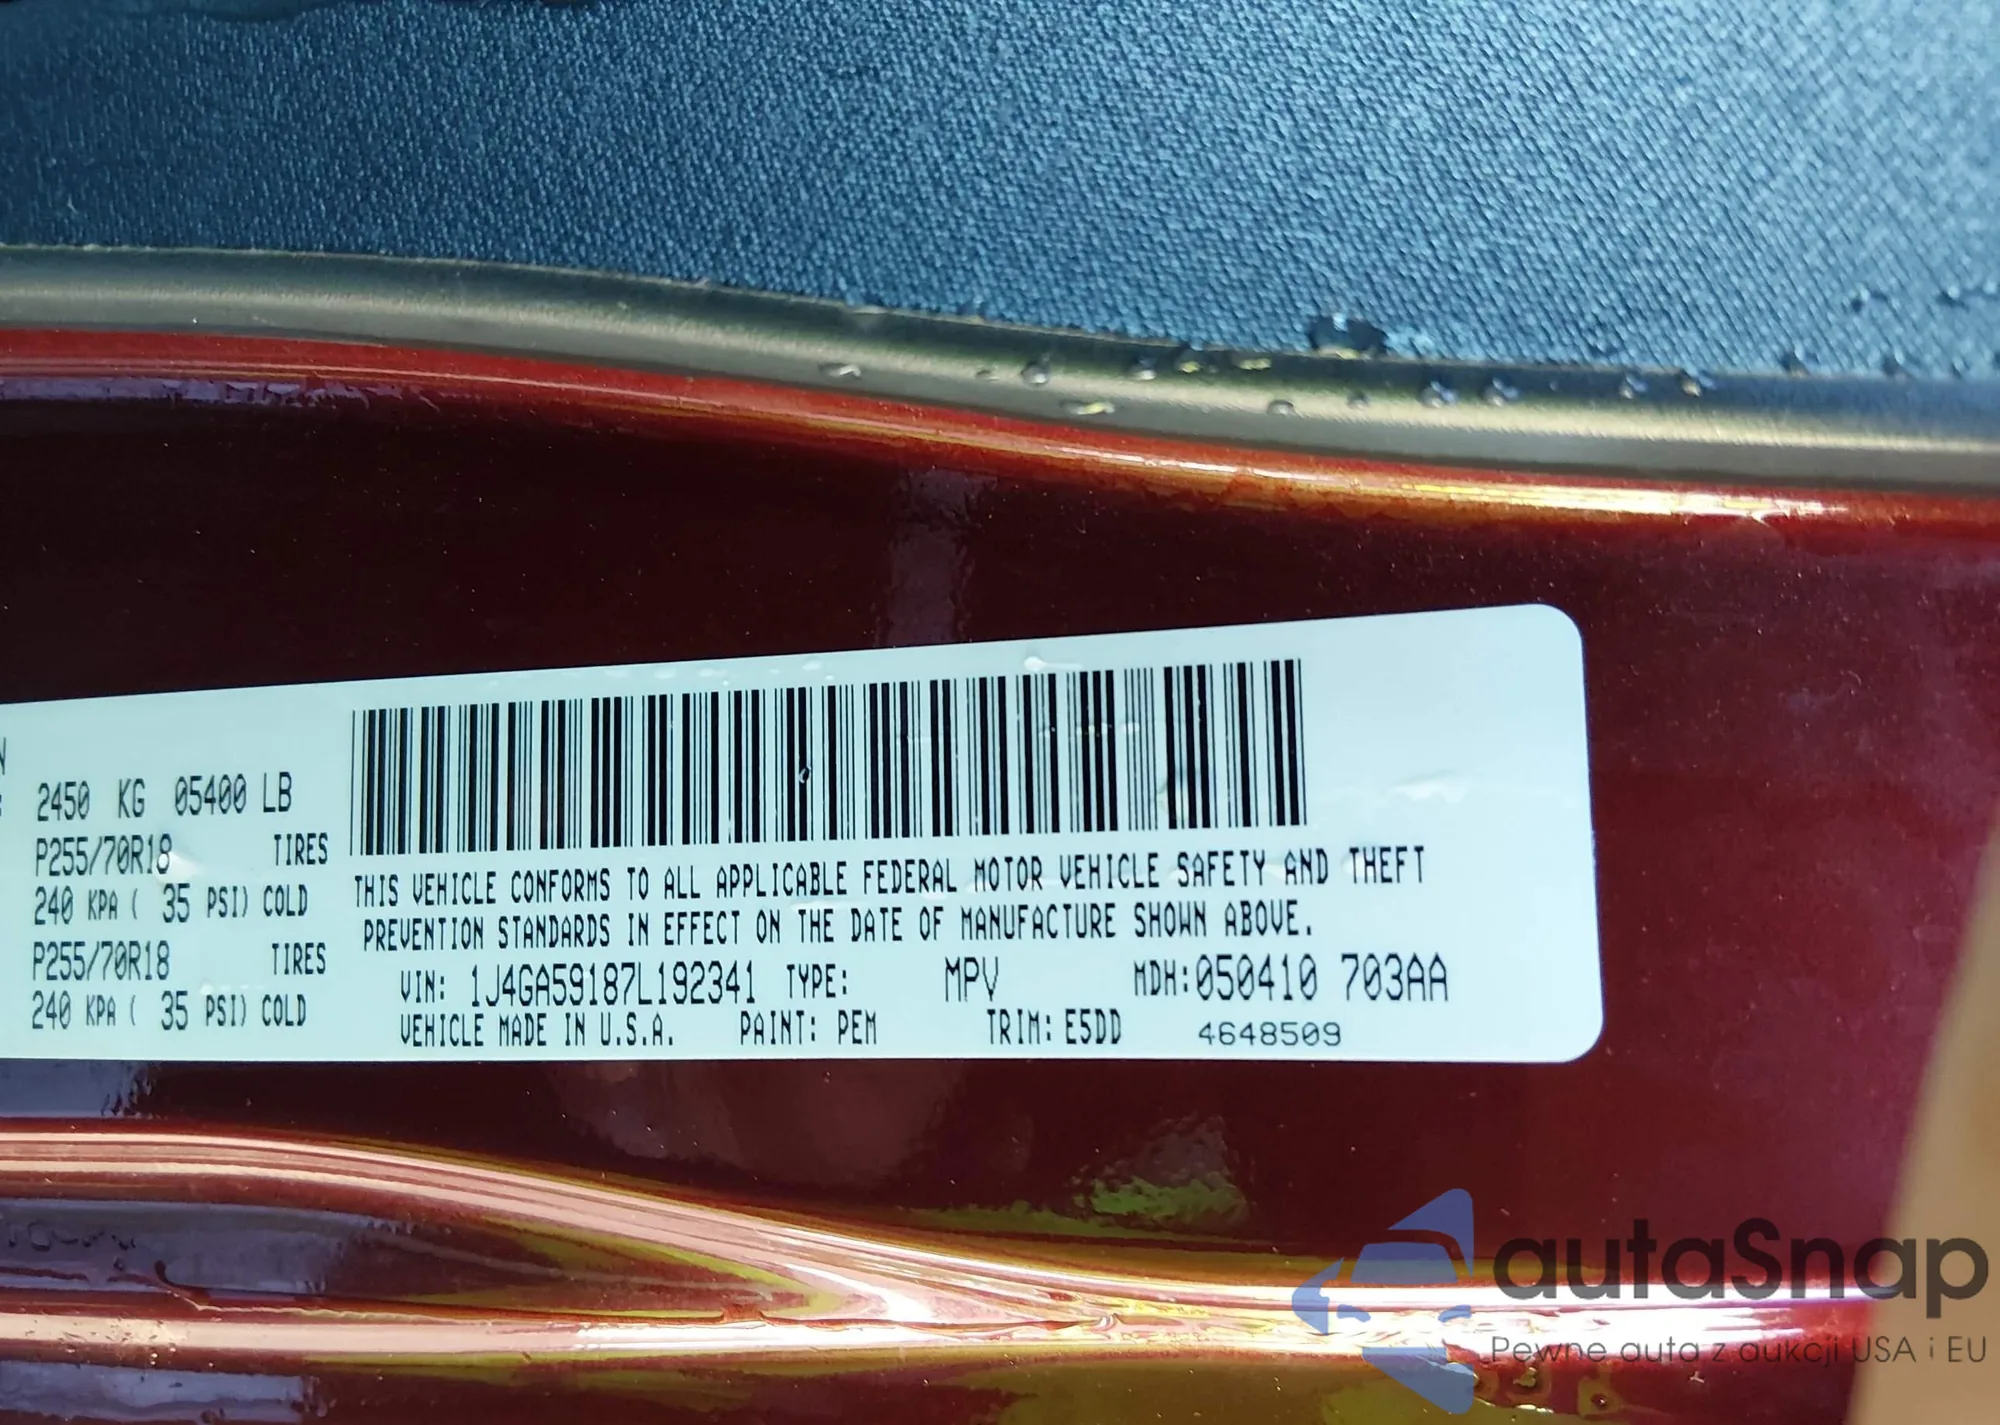 2450 KG 05400 LB
P255/70R18 TIRES
240 KPA ( 35 PSI) COLD
P255/70R18 TIRES
240 KPA ( 35 PSI) COLD
THIS VEHICLE CONFORMS TO ALL APPLICABLE FEDERAL MOTOR VEHICLE SAFETY AND THEFT
PREVENTION STANDARDS IN EFFECT ON THE DATE OF MANUFACTURE SHOWN ABOVE.
VIN: 1J4GA59187L192341 TYPE: MPV MDH:050410 703AA
VEHICLE MADE IN U.S.A. PAINT: PEM TRIM: E5DD 4648509
autaSnap
Pewne auta z aukcji USA i EU